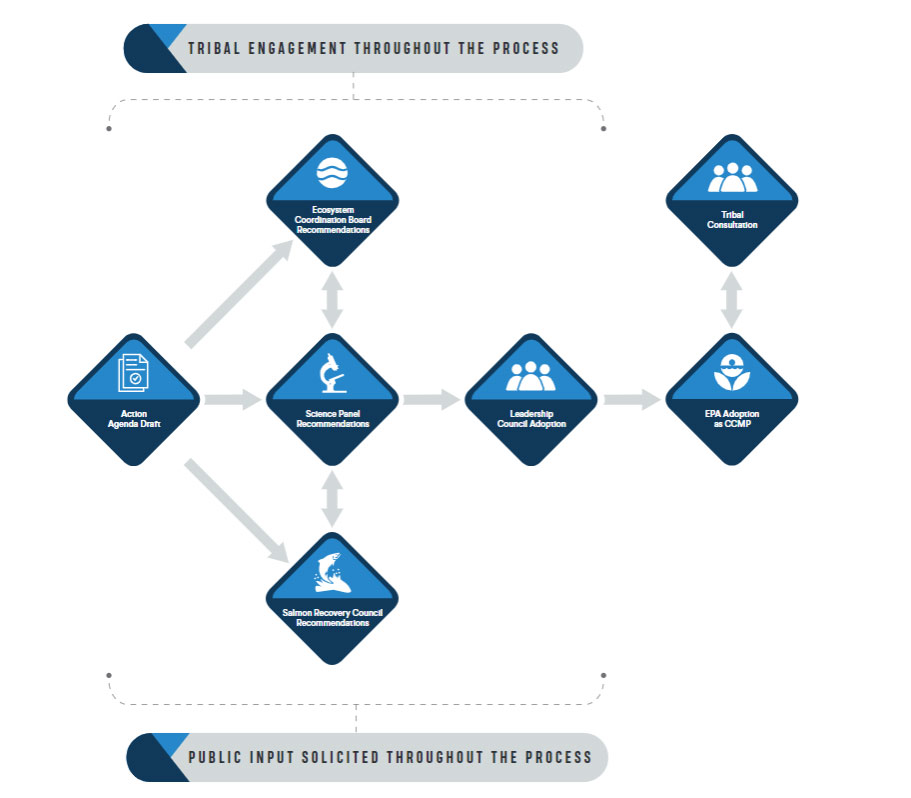 TRIBAL ENGAGEMENT THROUGHOUT THE PROCESS
Ecosystem
Coordination Board
Recommendations
Tribal
Consultation
Action
Agenda Draft
Science Panel
Recommendations
Leadership
Council Adoption
EPA Adoption
as CCMP
Salmon Recovery Council
Recommendations
PUBLIC INPUT SOLICITED THROUGHOUT THE PROCESS